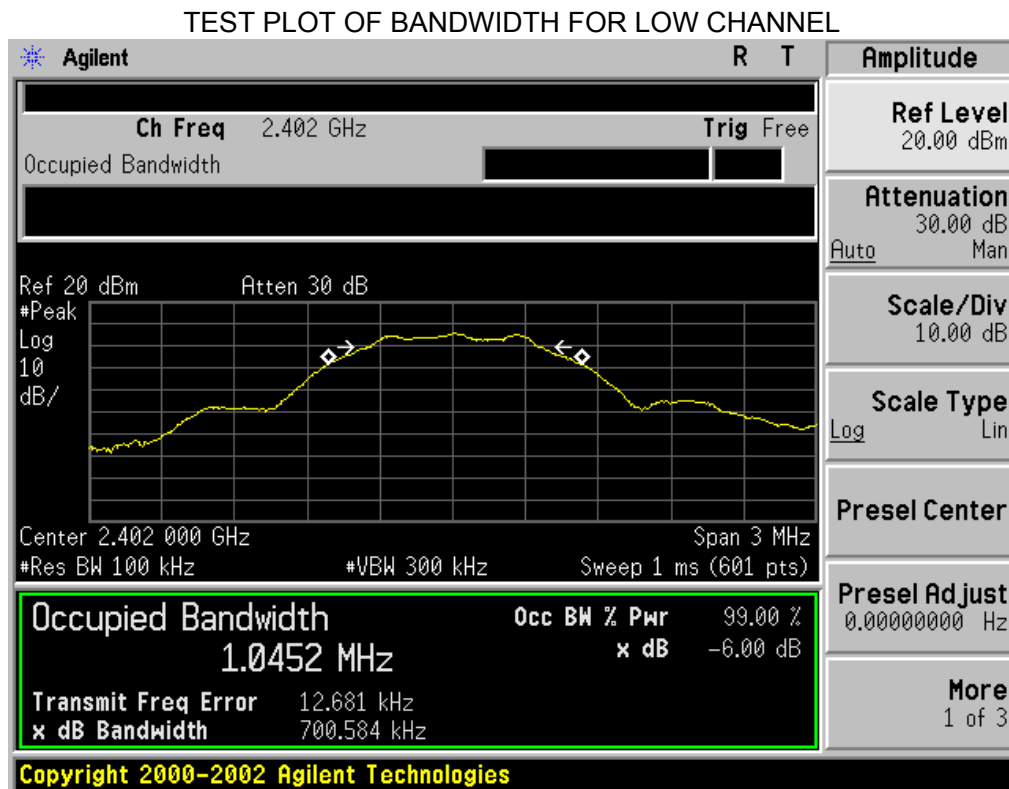 TEST PLOT OF BANDWIDTH FOR LOW CHANNEL
Agilent R T
Ch Freq 2.402 GHz Trig Free
Occupied Bandwidth
Ref 20 dBm Atten 30 dB
#Peak
Log
10
dB/
Center 2.402 000 GHz Span 3 MHz
#Res BW 100 kHz #VBW 300 kHz Sweep 1 ms (601 pts)
Occupied Bandwidth Occ BW % Pwr 99.00 %
1.0452 MHz x dB -6.00 dB
Transmit Freq Error 12.681 kHz
x dB Bandwidth 700.584 kHz
Copyright 2000-2002 Agilent Technologies
Amplitude
Ref Level
20.00 dBm
Attenuation
30.00 dB
Auto Man
Scale/Div
10.00 dB
Scale Type
Log Lin
Presel Center
Presel Adjust
0.00000000 Hz
More
1 of 3